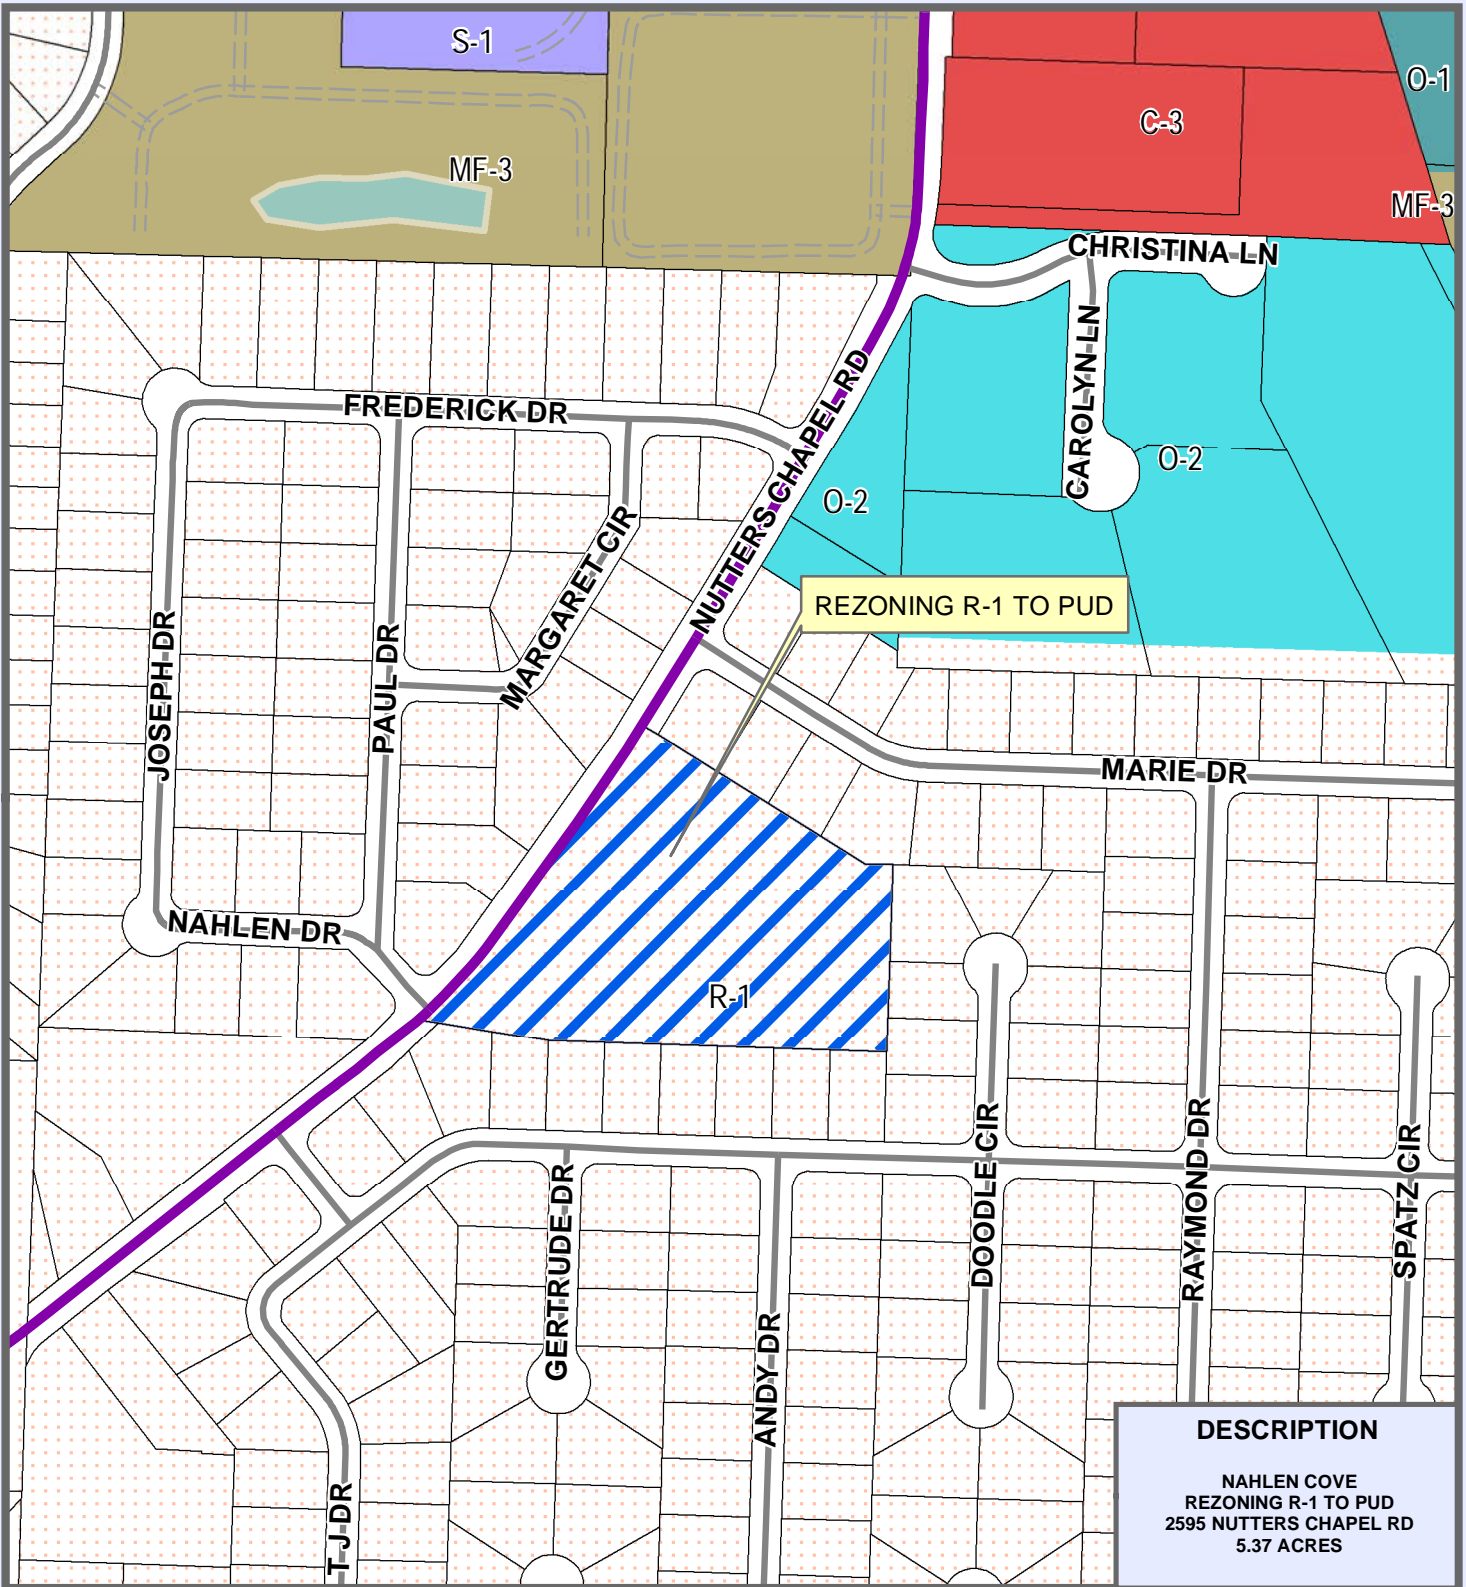 S-1
O-1
C-3
MF-3
MF-3
CHRISTINA LN
CAROLYN LN
NUTTERS CHAPEL RD
FREDERICK DR
O-2
O-2
MARGARET CIR
REZONING R-1 TO PUD
JOSEPH DR
PAUL DR
MARIE DR
NAHLEN DR
R-1
DOODLE CIR
RAYMOND DR
SPATZ CIR
GERTRUDE DR
ANDY DR
T J DR
DESCRIPTION
NAHLEN COVE
REZONING R-1 TO PUD
2595 NUTTERS CHAPEL RD
5.37 ACRES